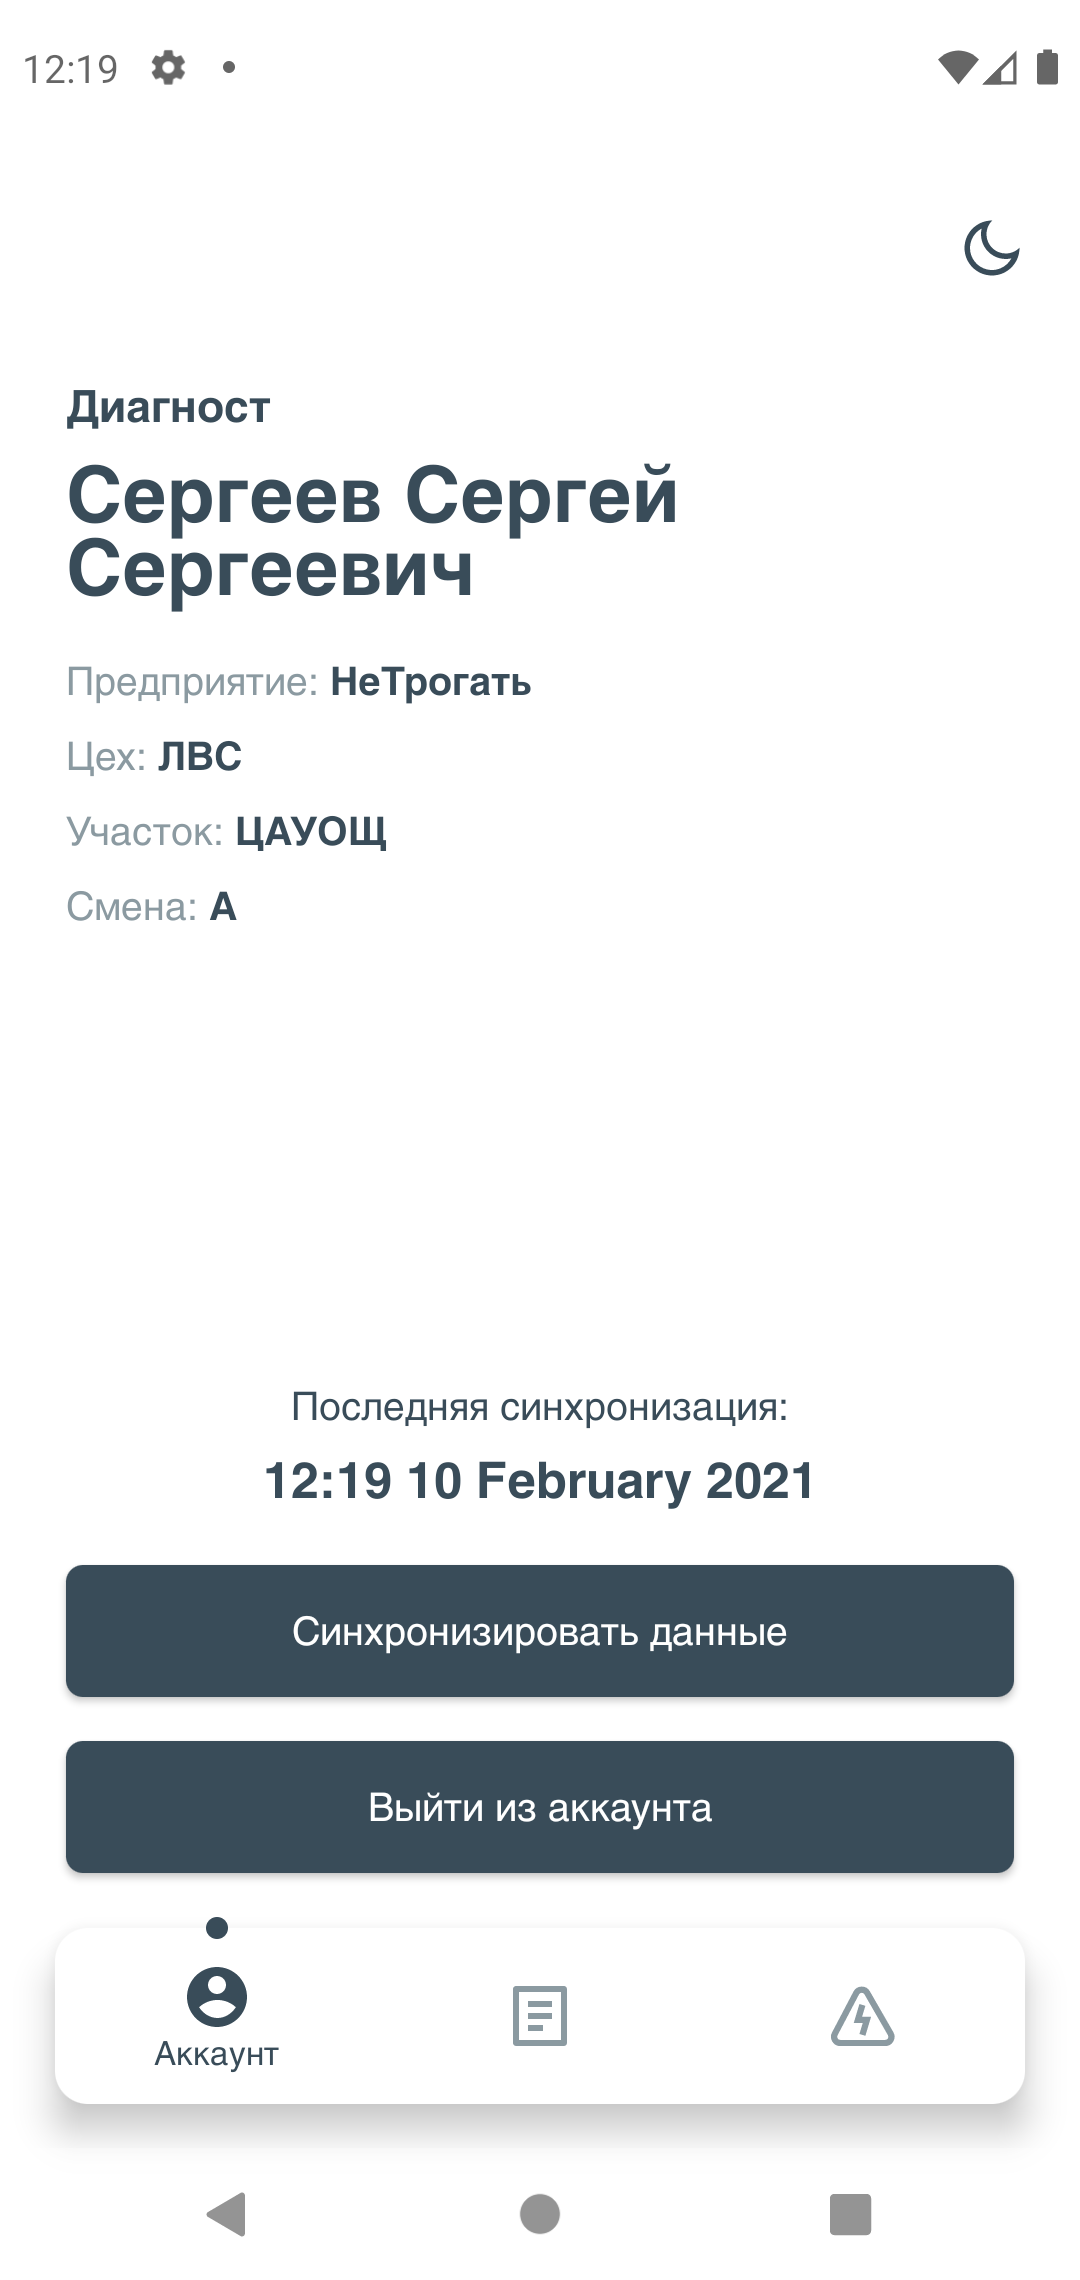 12:19
Диагност
Сергеев Сергей
Сергеевич
Предприятие: НеТрогать
Цех: ЛВС
Участок: ЦАУОЩ
Смена: А
Последняя синхронизация:
12:19 10 February 2021
Синхронизировать данные
Выйти из аккаунта
Аккаунт